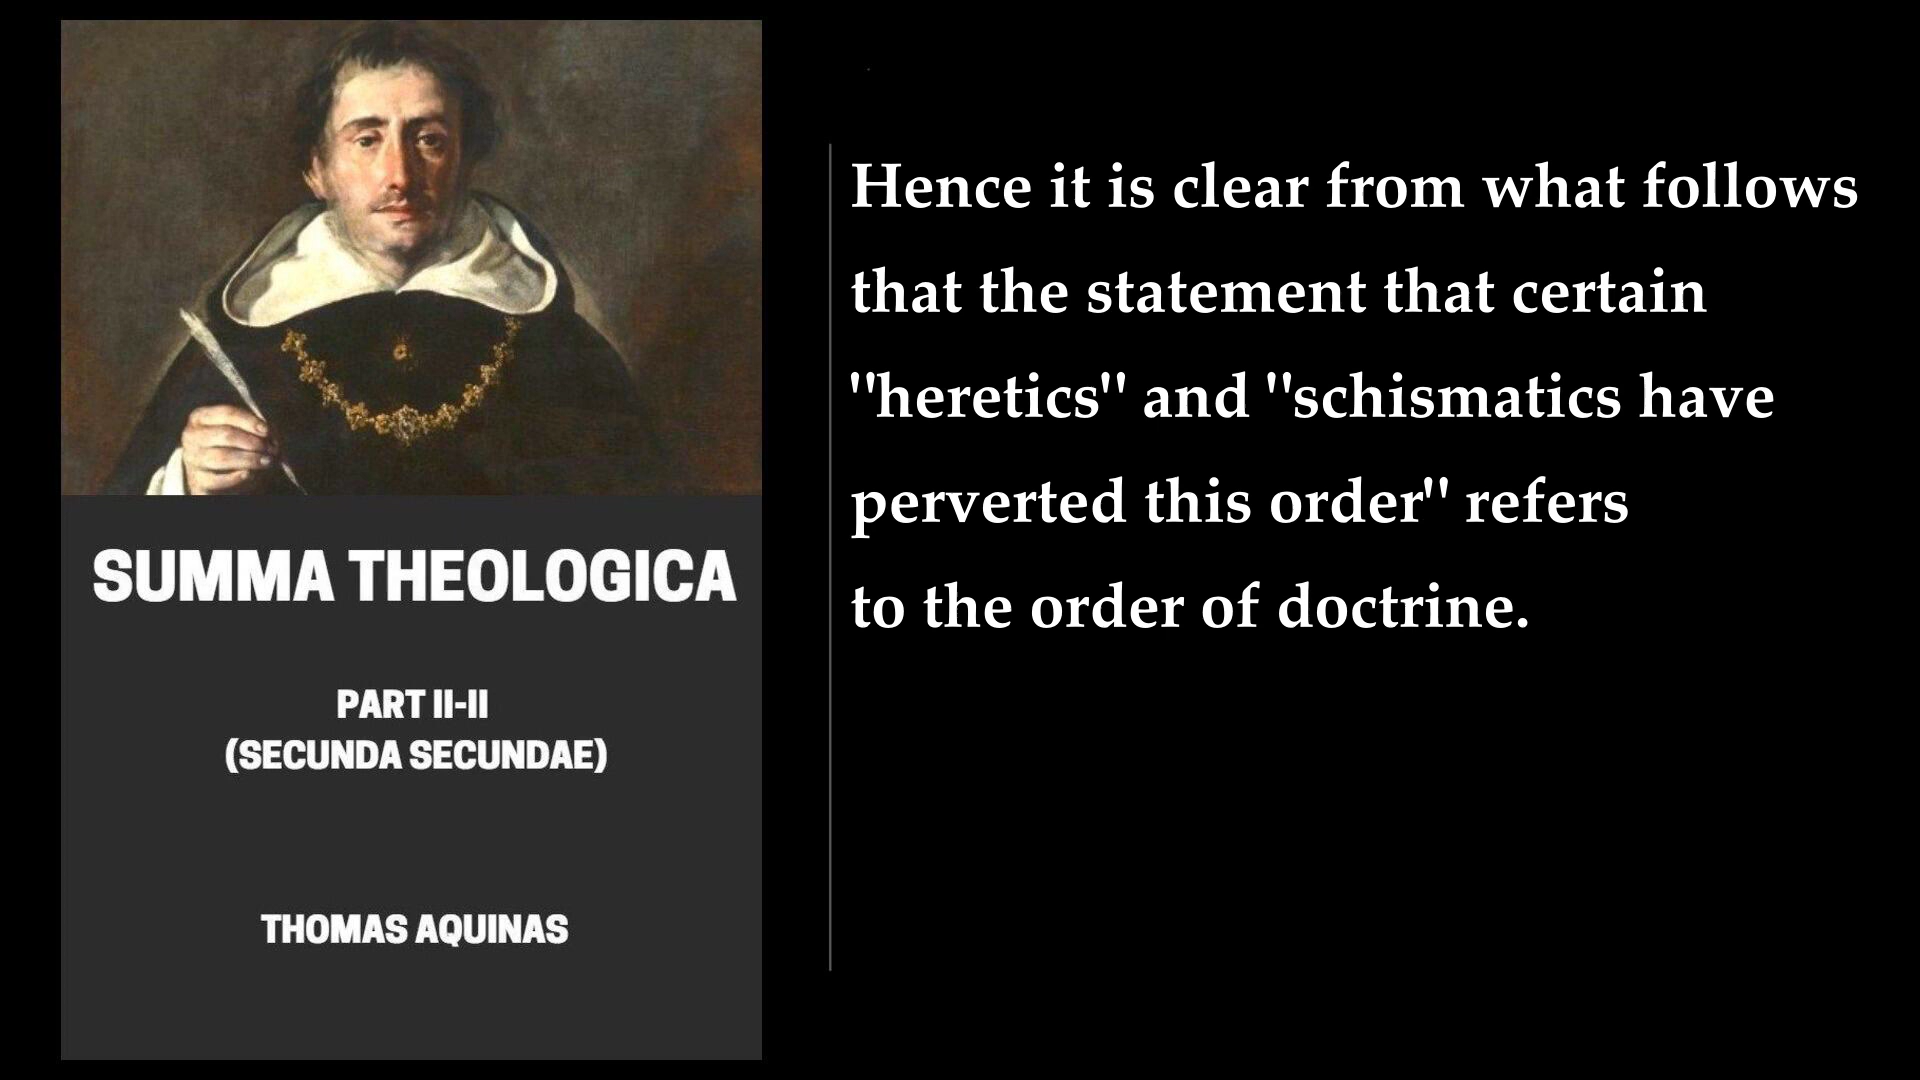 SUMMA THEOLOGICA
PART II-II
(SECUNDA SECUNDAE)
THOMAS AQUINAS
Hence it is clear from what follows
that the statement that certain
"heretics" and "schismatics have
perverted this order" refers
to the order of doctrine.